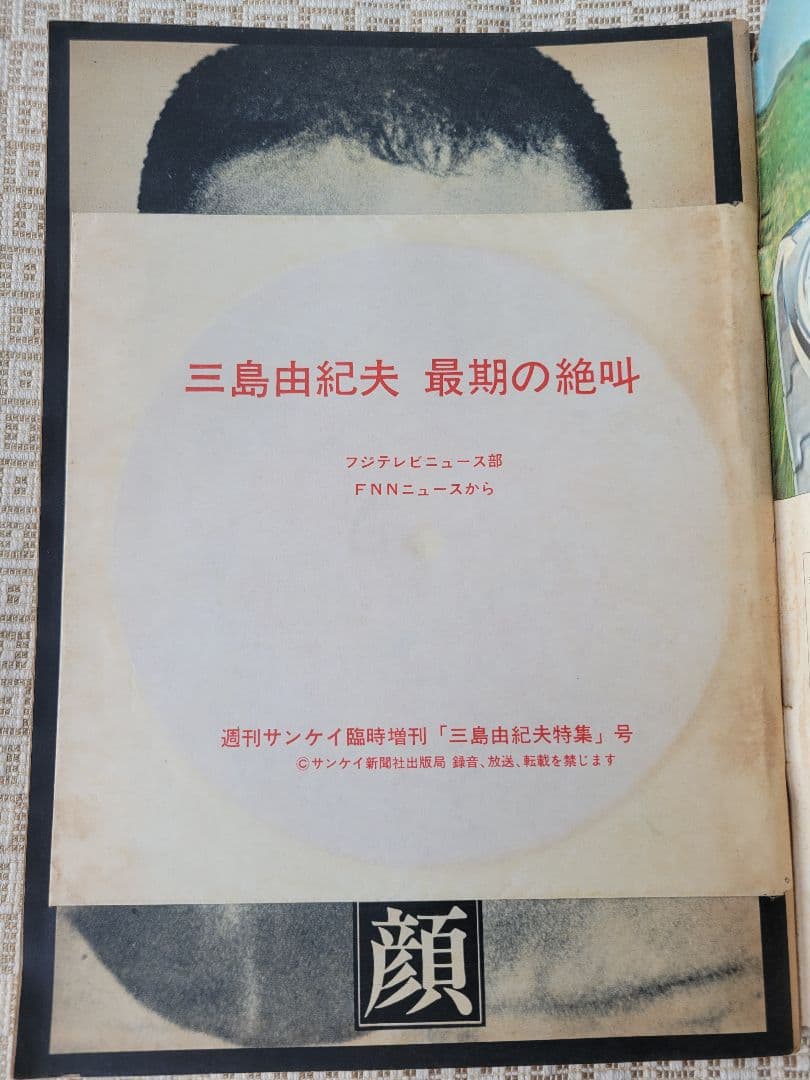 三島由紀夫 最期の絶叫
フジテレビニュース部
FNNニュースから
週刊サンケイ臨時増刊「三島由紀夫特集」号
©サンケイ新聞社出版局 録音、放送、転載を禁じます
顔